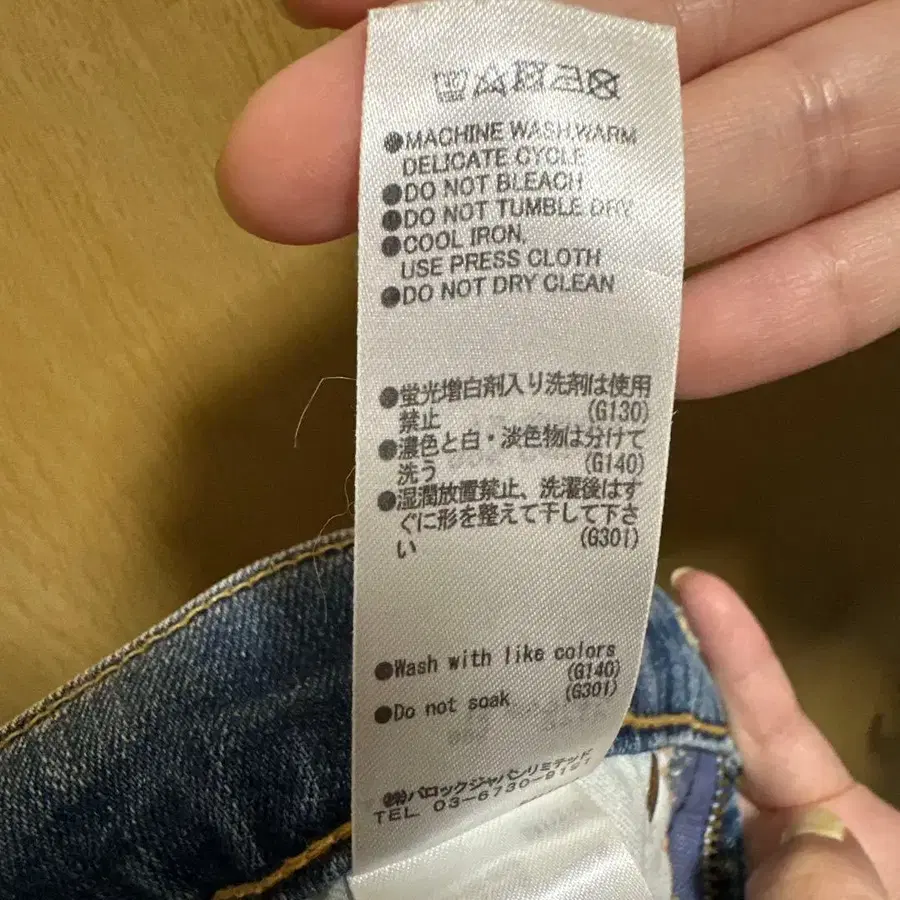 ●MACHINE WASH.WARM
DELICATE CYCLE
●DO NOT BLEACH
●DO NOT TUMBLE DRY
●COOL IRON,
USE PRESS CLOTH
●DO NOT DRY CLEAN
●蛍光増白剤入り洗剤は使用
禁止 (G130)
●濃色と白・淡色物は分けて
洗う (G140)
●湿潤放置禁止、洗濯後はす
ぐに形を整えて干して下さ
い (G301)
●Wash with like colors
(G140)
●Do not soak (G301)
㈱バロックジャパンリミテッド
TEL. 03-6730-9191